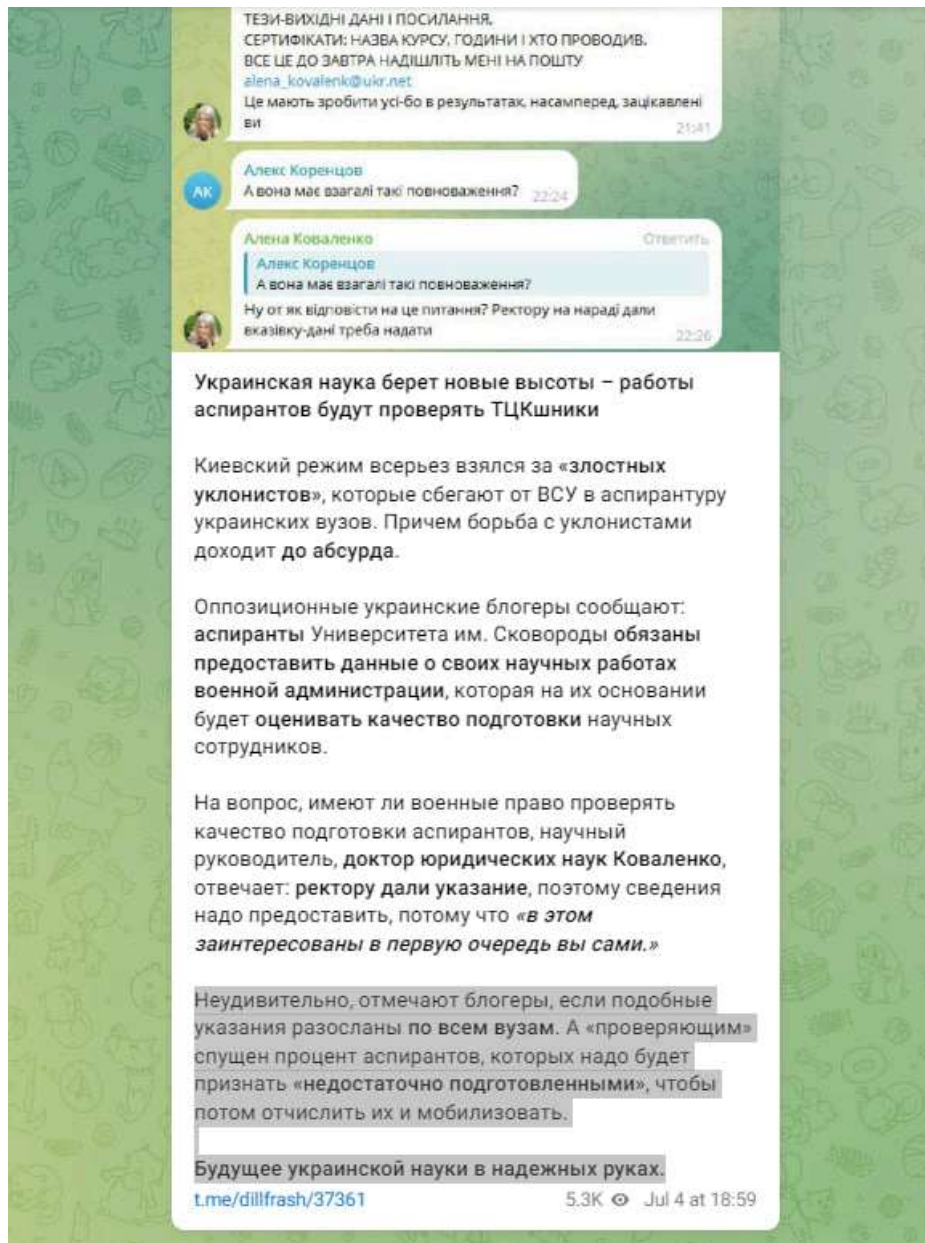 ТЕЗИ-ВИХІДНІ ДАНІ І ПОСИЛАННЯ,
СЕРТИФІКАТИ: НАЗВА КУРСУ, ГОДИНИ І ХТО ПРОВОДИВ.
ВСЕ ЦЕ ДО ЗАВТРА НАДІШЛІТЬ МЕНІ НА ПОШТУ
alena_kovalenk@ukr.net
Це мають зробити усі-бо в результатах, насамперед, зацікавлені
ви
21:41
Алекс Коренцов
АК
А вона має взагалі такі повноваження? 22:24
Алена Коваленко Ответить
Алекс Коренцов
А вона має взагалі такі повноваження?
Ну от як відповісти на це питання? Ректору на нараді дали
вказівку-дані треба надати 22:26
Украинская наука берет новые высоты – работы
аспирантов будут проверять ТЦКшники
Киевский режим всерьез взялся за «злостных
уклонистов», которые сбегают от ВСУ в аспирантуру
украинских вузов. Причем борьба с уклонистами
доходит до абсурда.
Оппозиционные украинские блогеры сообщают:
аспиранты Университета им. Сковороды обязаны
предоставить данные о своих научных работах
военной администрации, которая на их основании
будет оценивать качество подготовки научных
сотрудников.
На вопрос, имеют ли военные право проверять
качество подготовки аспирантов, научный
руководитель, доктор юридических наук Коваленко,
отвечает: ректору дали указание, поэтому сведения
надо предоставить, потому что «в этом
заинтересованы в первую очередь вы сами.»
Неудивительно, отмечают блогеры, если подобные
указания разосланы по всем вузам. А «проверяющим»
спущен процент аспирантов, которых надо будет
признать «недостаточно подготовленными», чтобы
потом отчислить их и мобилизовать.
Будущее украинской науки в надежных руках.
t.me/dillfrash/37361 5.3K Jul 4 at 18:59